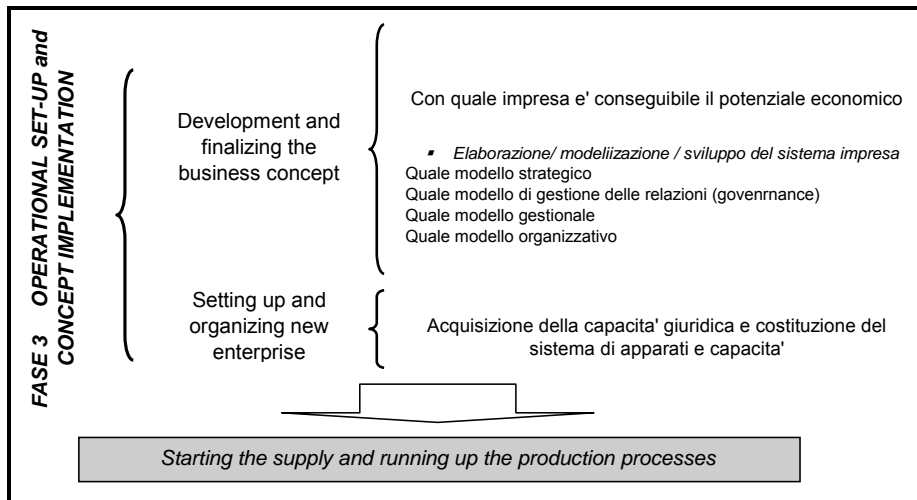 FASE 3 OPERATIONAL SET-UP and
CONCEPT IMPLEMENTATION
Development and
finalizing the
business concept
Con quale impresa e' conseguibile il potenziale economico
▪ Elaborazione/ modeliizazione / sviluppo del sistema impresa
Quale modello strategico
Quale modello di gestione delle relazioni (govenrnance)
Quale modello gestionale
Quale modello organizzativo
Setting up and
organizing new
enterprise
Acquisizione della capacita' giuridica e costituzione del
sistema di apparati e capacita'
Starting the supply and running up the production processes